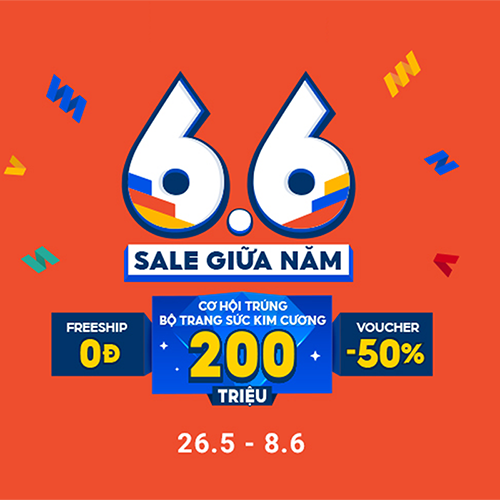 6.6
SALE GIỮA NĂM
CƠ HỘI TRÚNG
BỘ TRANG SỨC KIM CƯƠNG
200
TRIỆU
FREESHIP
0Đ
VOUCHER
-50%
26.5 - 8.6